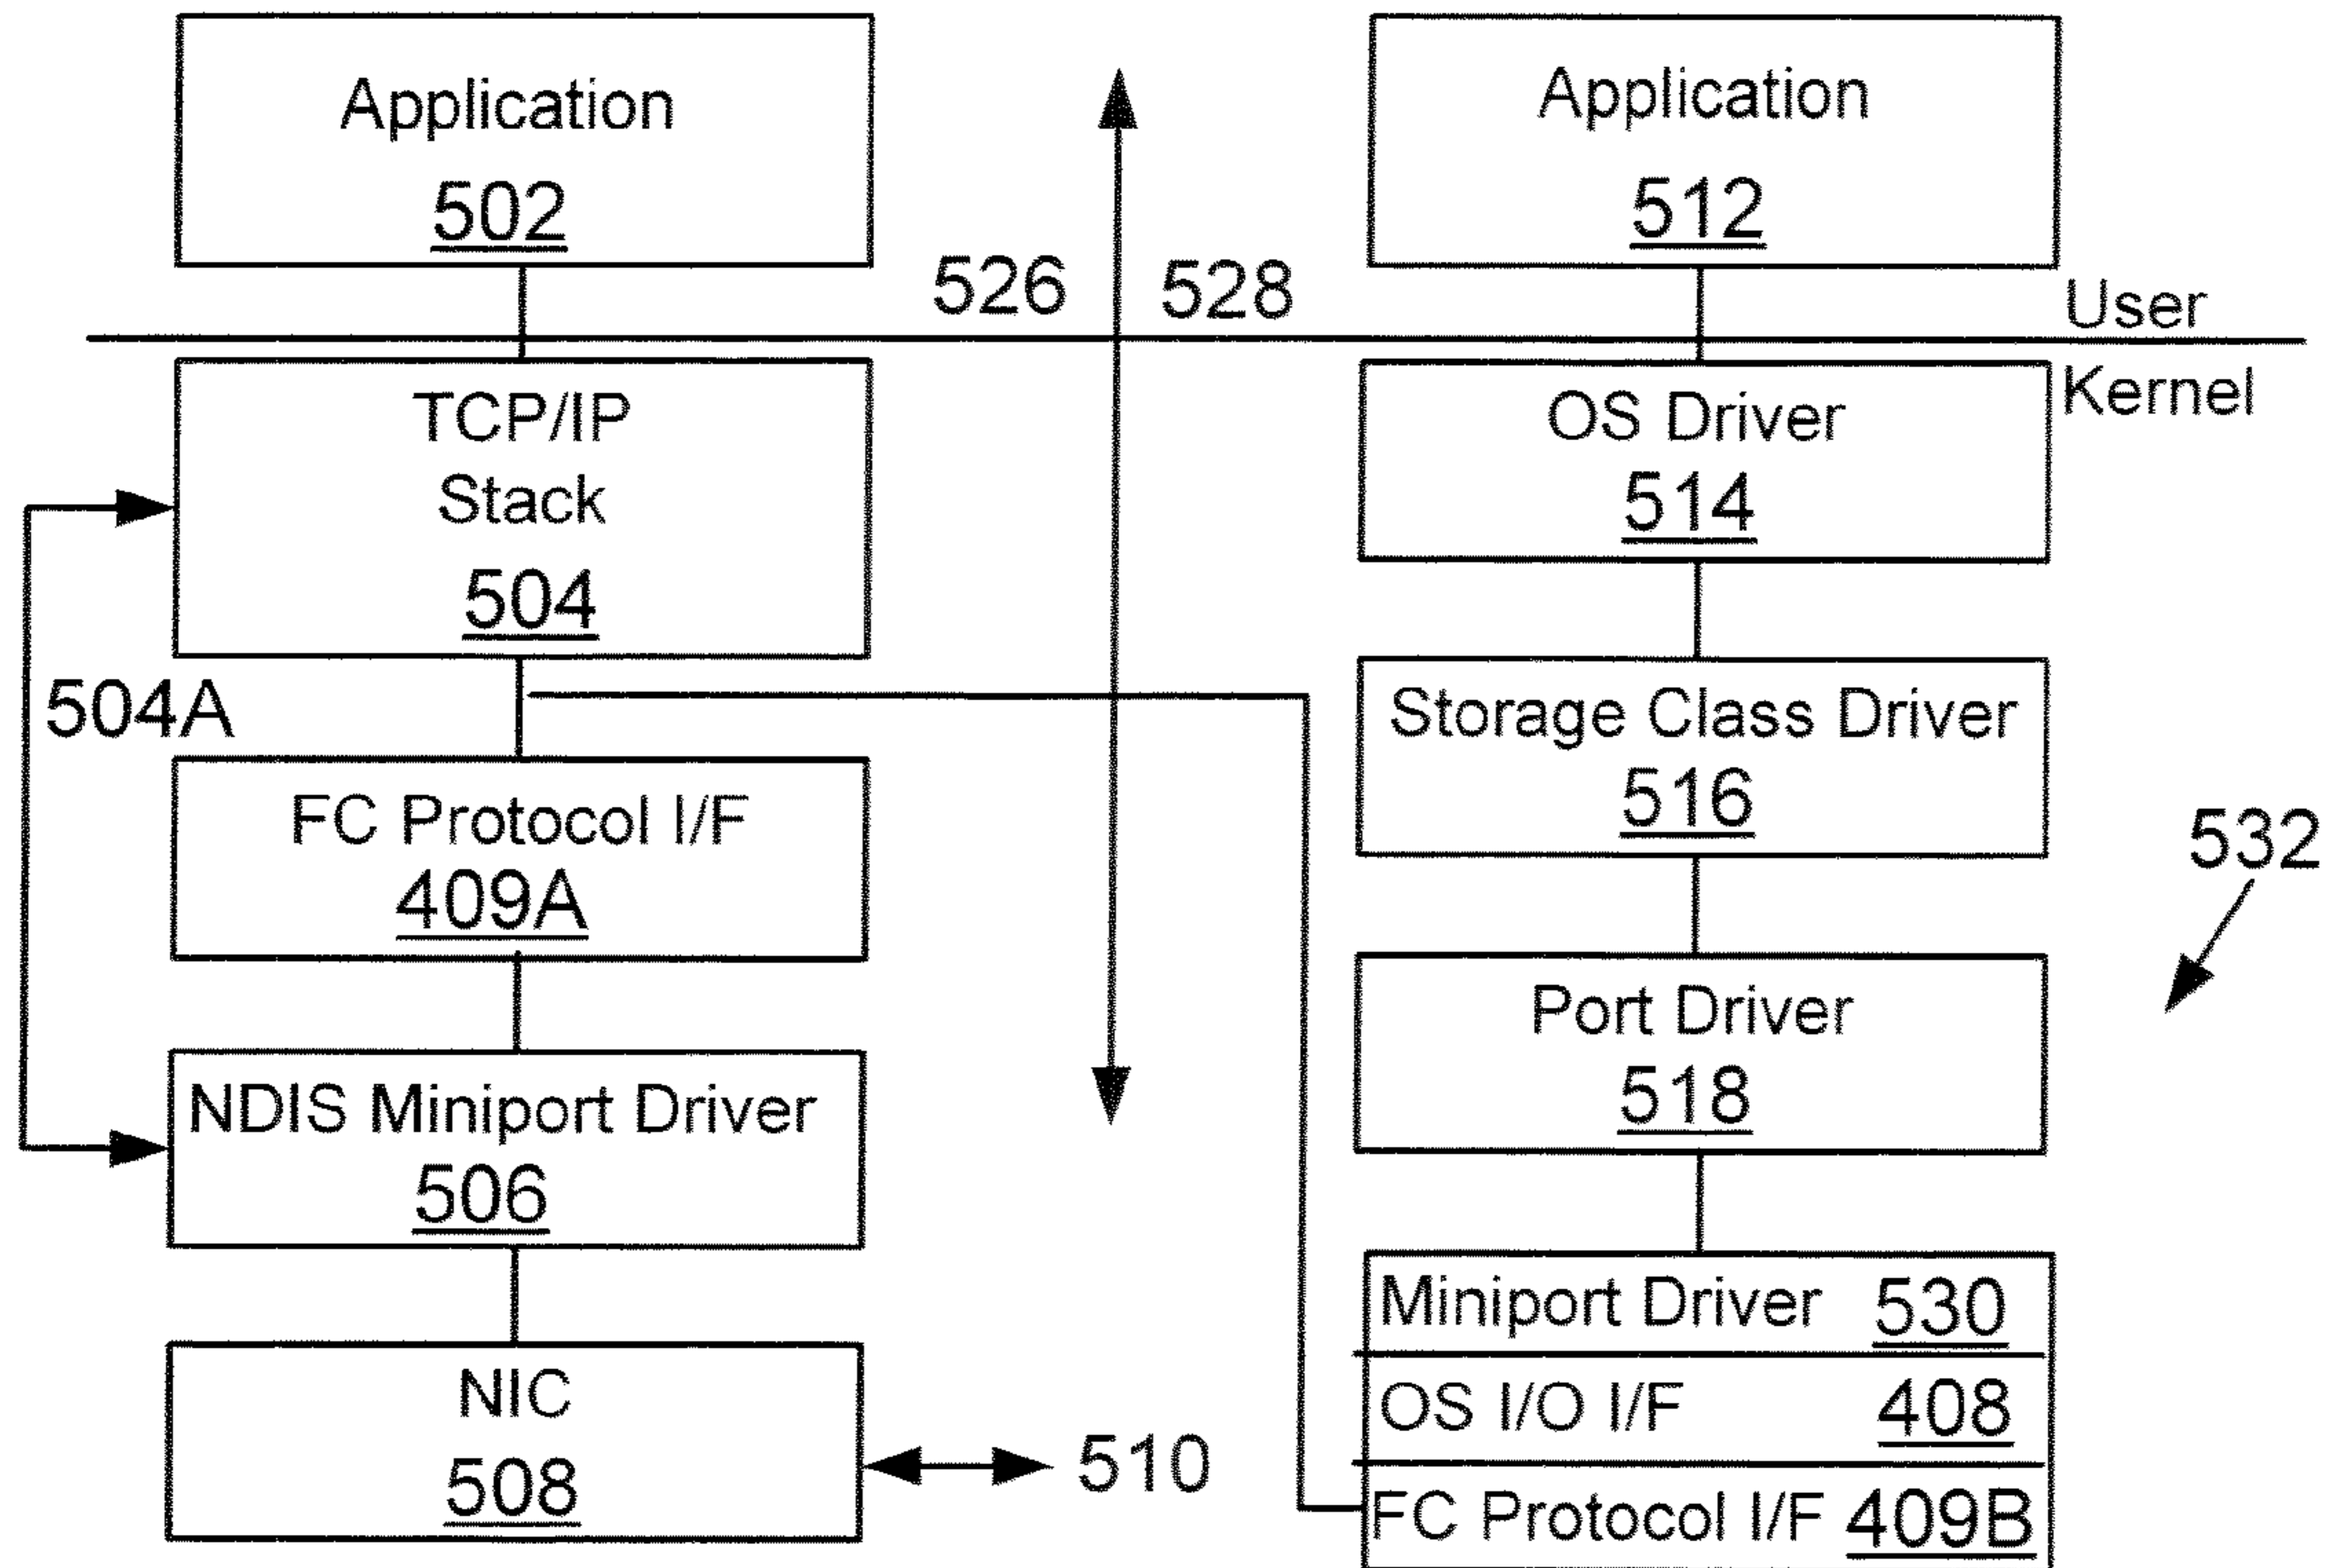 Application
502
Application
512
526
528
User
Kernel
TCP/IP
Stack
504
OS Driver
514
504A
Storage Class Driver
516
FC Protocol I/F
409A
532
Port Driver
518
NDIS Miniport Driver
506
Miniport Driver 530
OS I/O I/F 408
FC Protocol I/F 409B
NIC
508
510